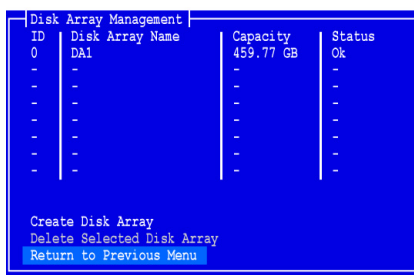 Disk Array Management
ID Disk Array Name Capacity Status
0 DA1 459.77 GB Ok
- - - -
- - - -
- - - -
- - - -
- - - -
- - - -
- - - -
Create Disk Array
Delete Selected Disk Array
Return to Previous Menu